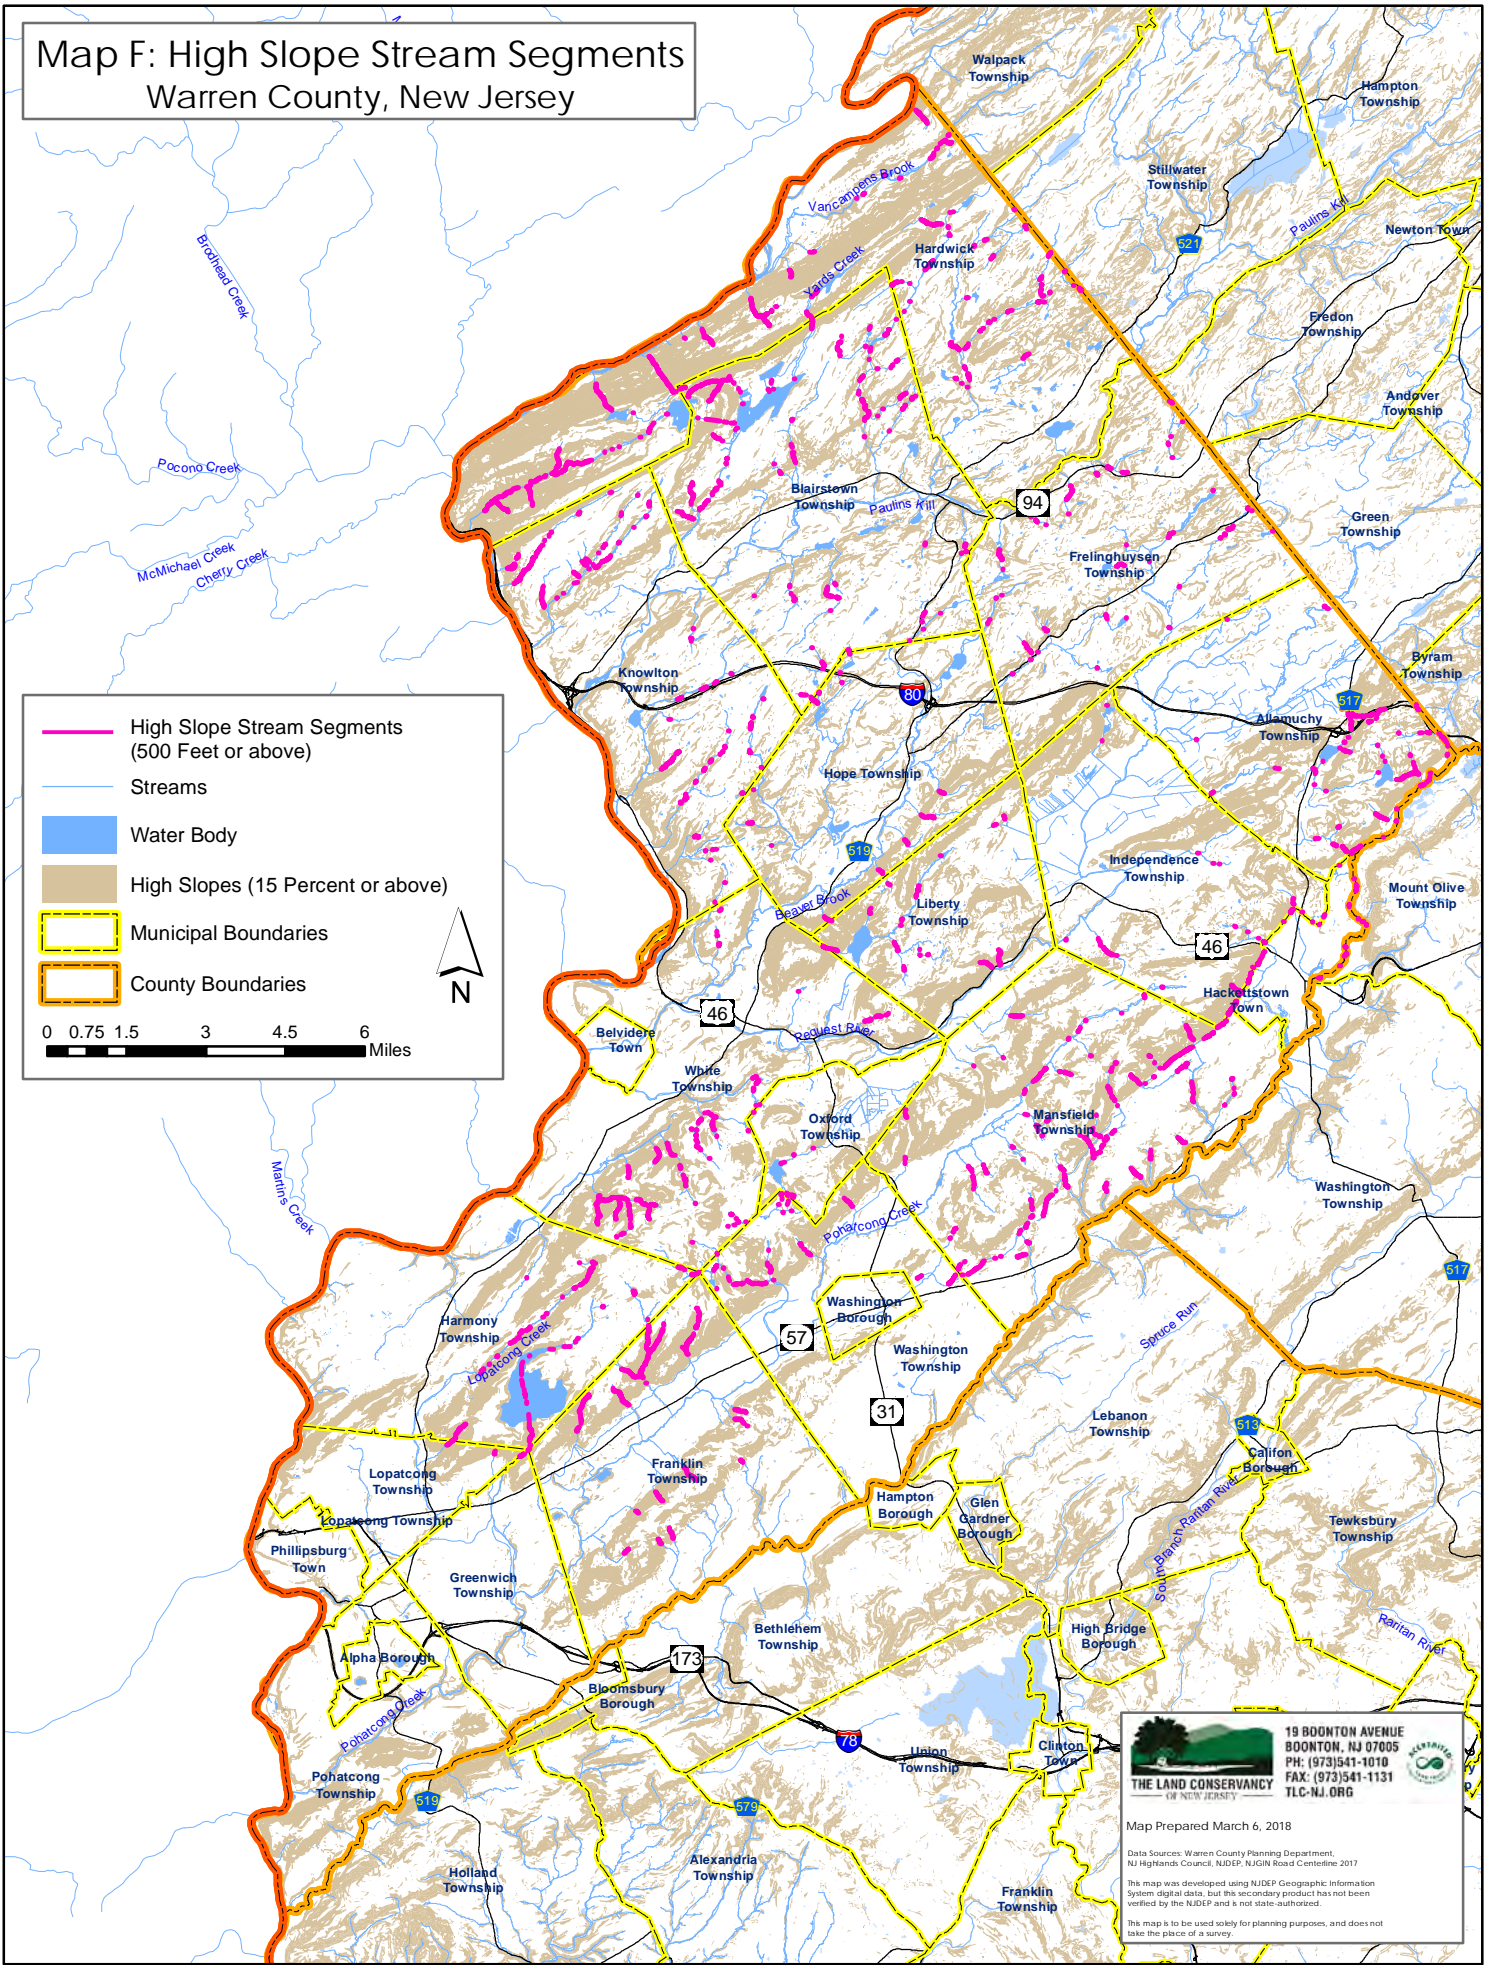 Map F: High Slope Stream Segments
Warren County, New Jersey
Walpack
Township
Hampton
Township
Stillwater
Township
Vancampens Brook
Paulins Kill
Newton Town
521
Hardwick
Township
Yards Creek
Brodhead Creek
Fredon
Township
Andover
Township
Pocono Creek
Blairstown
Township
Paulins Kill
94
Green
Township
McMichael Creek
Cherry Creek
Frelinghuysen
Township
Knowlton
Township
80
Byram
Township
517
Allamuchy
Township
High Slope Stream Segments
(500 Feet or above)
Streams
Water Body
High Slopes (15 Percent or above)
Municipal Boundaries
County Boundaries
N
0 0.75 1.5 3 4.5 6
Miles
Hope Township
519
Independence
Township
Mount Olive
Township
Beaver Brook
Liberty
Township
46
Hackettstown
Town
46
Belvidere
Town
Request River
White
Township
Oxford
Township
Mansfield
Township
Martins Creek
Washington
Township
Pohatcong Creek
517
Washington
Borough
Harmony
Township
Lopatcong Creek
57
Washington
Township
Spruce Run
31
Lebanon
Township
513
Califon
Borough
Lopatcong
Township
Franklin
Township
Hampton
Borough
Glen
Gardner
Borough
South Branch Raritan River
Tewksbury
Township
Lopatcong Township
Phillipsburg
Town
Greenwich
Township
Bethlehem
Township
High Bridge
Borough
Raritan River
Alpha Borough
173
Bloomsbury
Borough
Pohatcong Creek
78
Union
Township
Clinton
Town
Pohatcong
Township
519
579
Holland
Township
Alexandria
Township
Franklin
Township
THE LAND CONSERVANCY
OF NEW JERSEY
19 BOONTON AVENUE
BOONTON, NJ 07005
PH: (973)541-1010
FAX: (973)541-1131
TLC-NJ.ORG
ACCREDITED
Map Prepared March 6, 2018
Data Sources: Warren County Planning Department,
NJ Highlands Council, NJDEP, NJGIN Road Centerline 2017
This map was developed using NJDEP Geographic Information
System digital data, but this secondary product has not been
verified by the NJDEP and is not state-authorized.
This map is to be used solely for planning purposes, and does not
take the place of a survey.